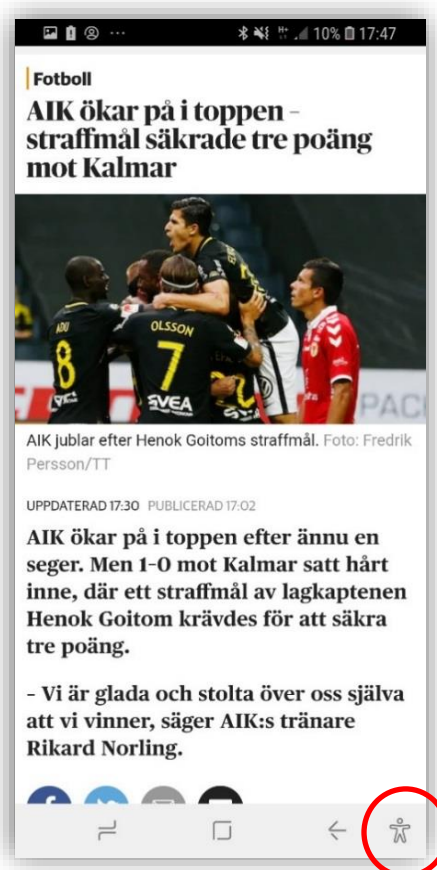 10% 17:47
Fotboll
AIK ökar på i toppen –
straffmål säkrade tre poäng
mot Kalmar
ADU
8
OLSSON
7
SVEA
PAC
AIK jublar efter Henok Goitoms straffmål. Foto: Fredrik
Persson/TT
UPPDATERAD 17:30 PUBLICERAD 17:02
AIK ökar på i toppen efter ännu en
seger. Men 1–0 mot Kalmar satt hårt
inne, där ett straffmål av lagkaptenen
Henok Goitom krävdes för att säkra
tre poäng.
– Vi är glada och stolta över oss själva
att vi vinner, säger AIK:s tränare
Rikard Norling.